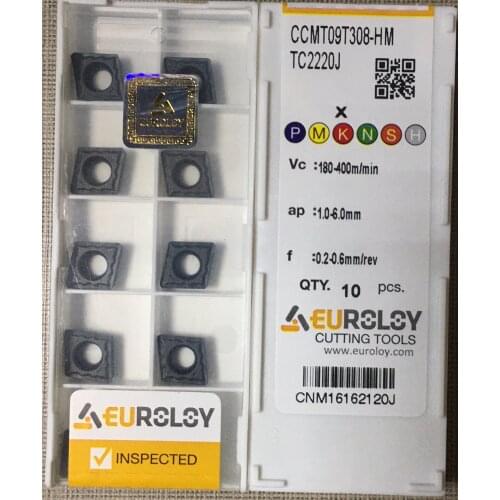 EUROLOY
EUROLOY
INSPECTED
CCMT09T308-HM
TC2220J
X
P M K N S H
Vc :180-400m/min
ap :1.0-6.0mm
f :0.2-0.6mm/rev
QTY. 10 pcs.
EUROLOY
CUTTING TOOLS
www.euroloy.com
CNM16162120J